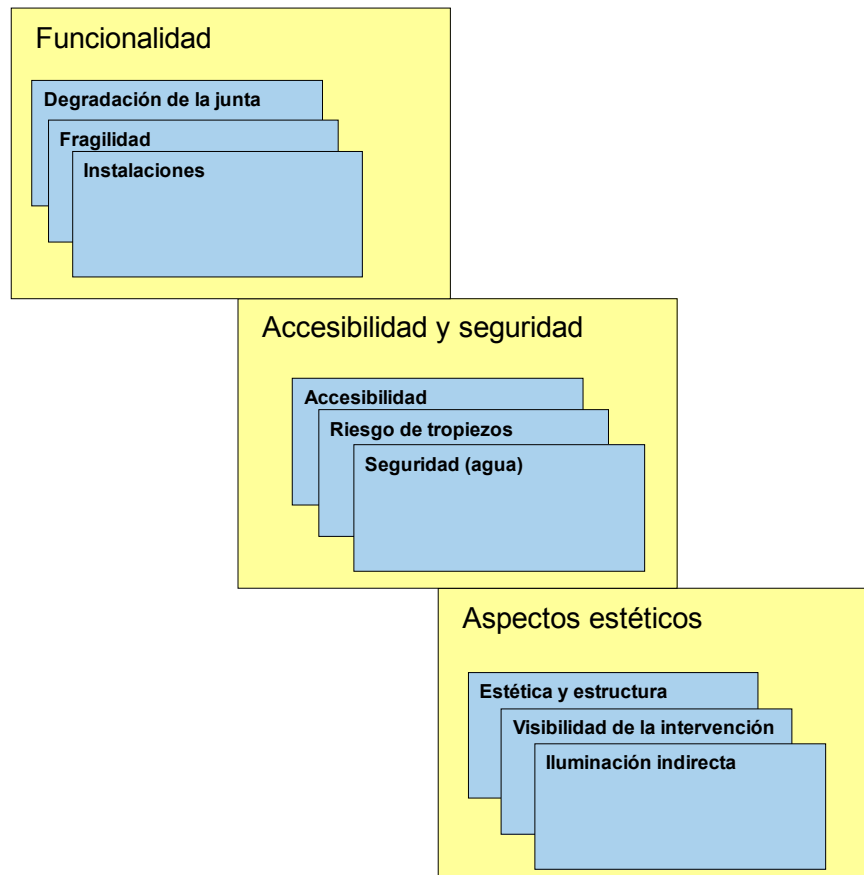 Funcionalidad
Degradación de la junta
Fragilidad
Instalaciones
Accesibilidad y seguridad
Accesibilidad
Riesgo de tropiezos
Seguridad (agua)
Aspectos estéticos
Estética y estructura
Visibilidad de la intervención
Iluminación indirecta